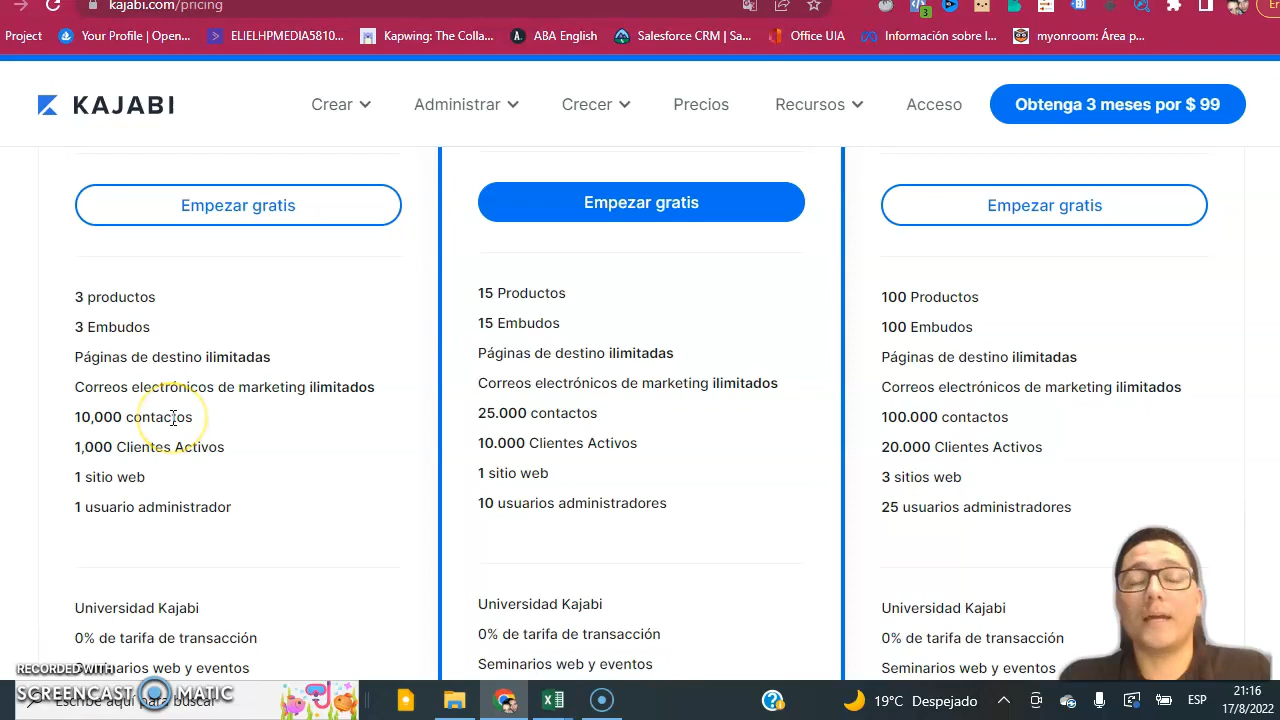 kajabi.com/pricing
Project
Your Profile | Open...
ELIELHPMEDIA5810...
Kapwing: The Colla...
ABA English
Salesforce CRM | Sa...
Office UIA
Información sobre l...
myonroom: Área p...
KAJABI
Crear
Administrar
Crecer
Precios
Recursos
Acceso
Obtenga 3 meses por $ 99
Empezar gratis
3 productos
3 Embudos
Páginas de destino ilimitadas
Correos electrónicos de marketing ilimitados
10,000 contactos
1,000 Clientes Activos
1 sitio web
1 usuario administrador
Universidad Kajabi
0% de tarifa de transacción
Seminarios web y eventos
Empezar gratis
15 Productos
15 Embudos
Páginas de destino ilimitadas
Correos electrónicos de marketing ilimitados
25.000 contactos
10.000 Clientes Activos
1 sitio web
10 usuarios administradores
Universidad Kajabi
0% de tarifa de transacción
Seminarios web y eventos
Empezar gratis
100 Productos
100 Embudos
Páginas de destino ilimitadas
Correos electrónicos de marketing ilimitados
100.000 contactos
20.000 Clientes Activos
3 sitios web
25 usuarios administradores
Universidad Kajabi
0% de tarifa de transacción
Seminarios web y eventos
RECORDED WITH
SCREENCAST MATIC
Escribe aquí para buscar
19°C Despejado
ESP
21:16
17/8/2022